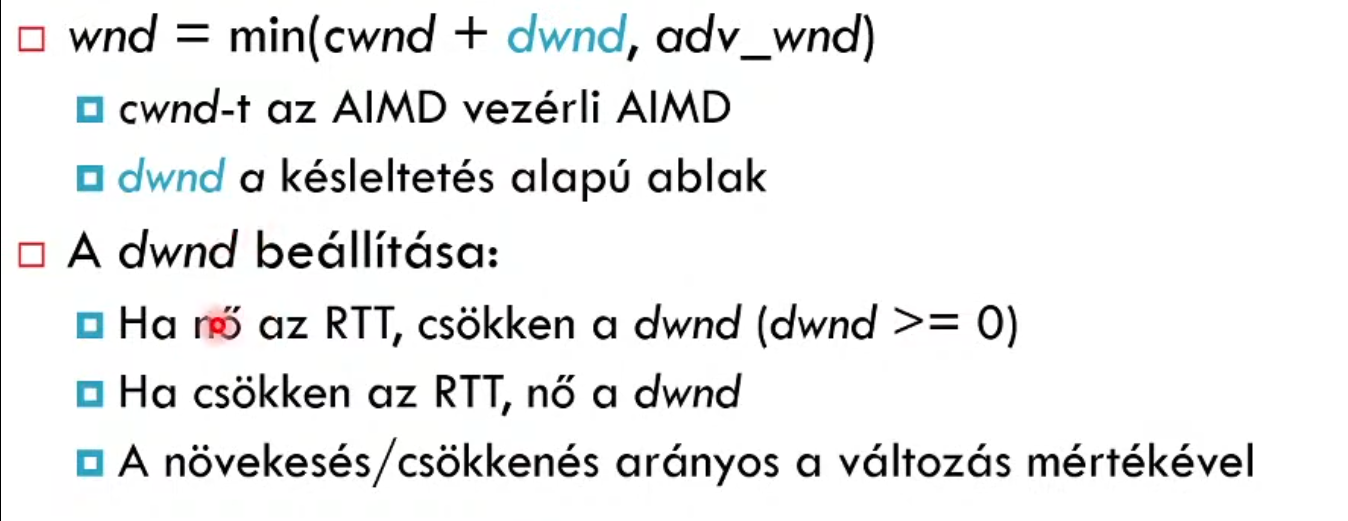 wnd = min(cwnd + dwnd, adv_wnd)
cwnd-t az AIMD vezérli AIMD
dwnd a késleltetés alapú ablak
A dwnd beállítása:
Ha nő az RTT, csökken a dwnd (dwnd >= 0)
Ha csökken az RTT, nő a dwnd
A növekesés/csökkenés arányos a változás mértékével